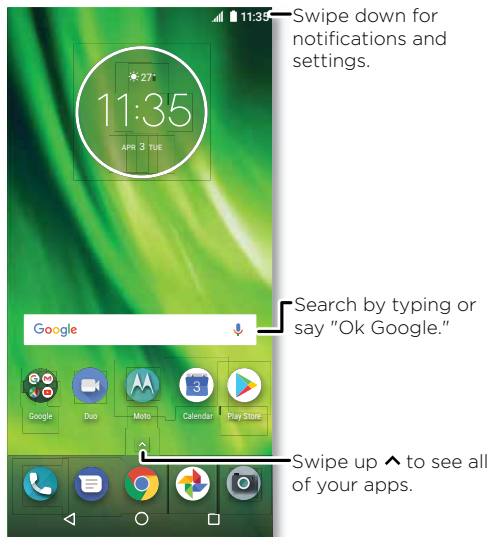 11:35
Swipe down for
notifications and
settings.
27°
11:35
APR 3 TUE
Google
Search by typing or
say "Ok Google."
3
Google Duo Moto Calendar Play Store
Swipe up ^ to see all
of your apps.